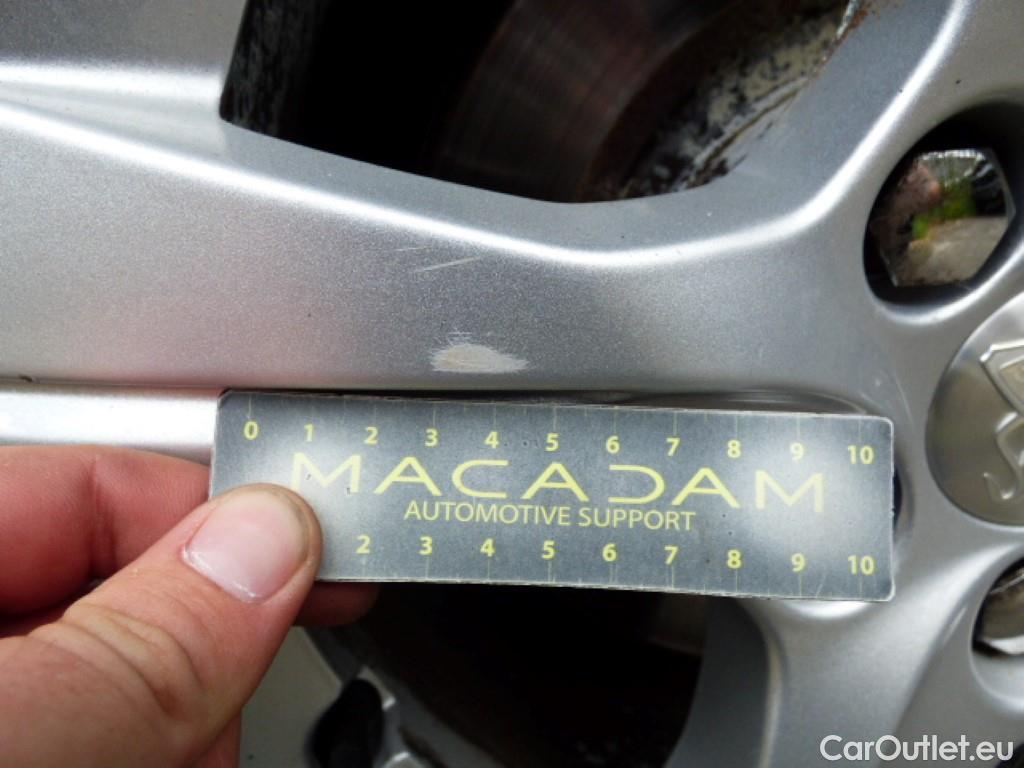 0 1 2 3 4 5 6 7 8 9 10
MACADAM
AUTOMOTIVE SUPPORT
2 3 4 5 6 7 8 9 10
CarOutlet.eu